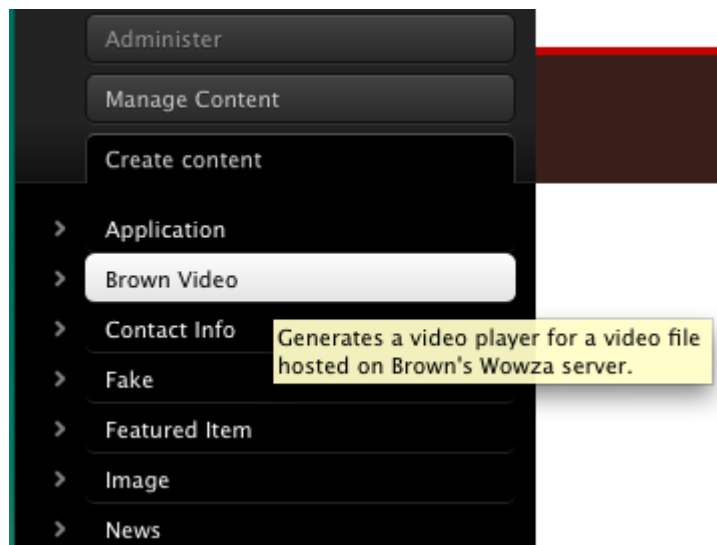 Administer
Manage Content
Create content
Application
Brown Video
Contact Info
Generates a video player for a video file
hosted on Brown's Wowza server.
Fake
Featured Item
Image
News